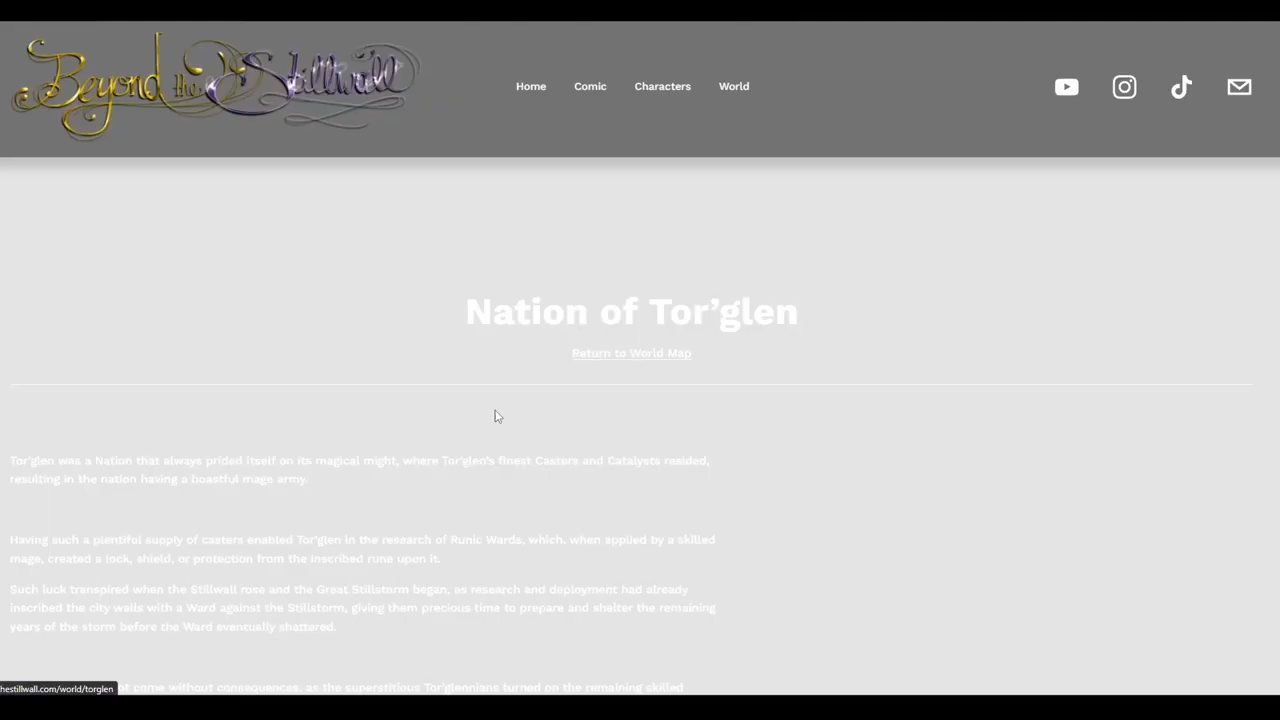 Beyond the Stillwall
Home Comic Characters World
Nation of Tor'glen
Return to World Map
Tor'glen was a Nation that always prided itself on its magical might, where Tor'glen's finest Casters and Catalysts resided,
resulting in the nation having a boastful mage army.
Having such a plentiful supply of casters enabled Tor'glen in the research of Runic Wards, which. when applied by a skilled
mage, created a lock, shield, or protection from the inscribed rune upon it.
Such luck transpired when the Stillwall rose and the Great Stillstorm began, as research and deployment had already
inscribed the city walls with a Ward against the Stillstorm, giving them precious time to prepare and shelter the remaining
years of the storm before the Ward eventually shattered.
come without consequences, as the superstitious Tor'glennians turned on the remaining skilled
hestillwall.com/world/torglen